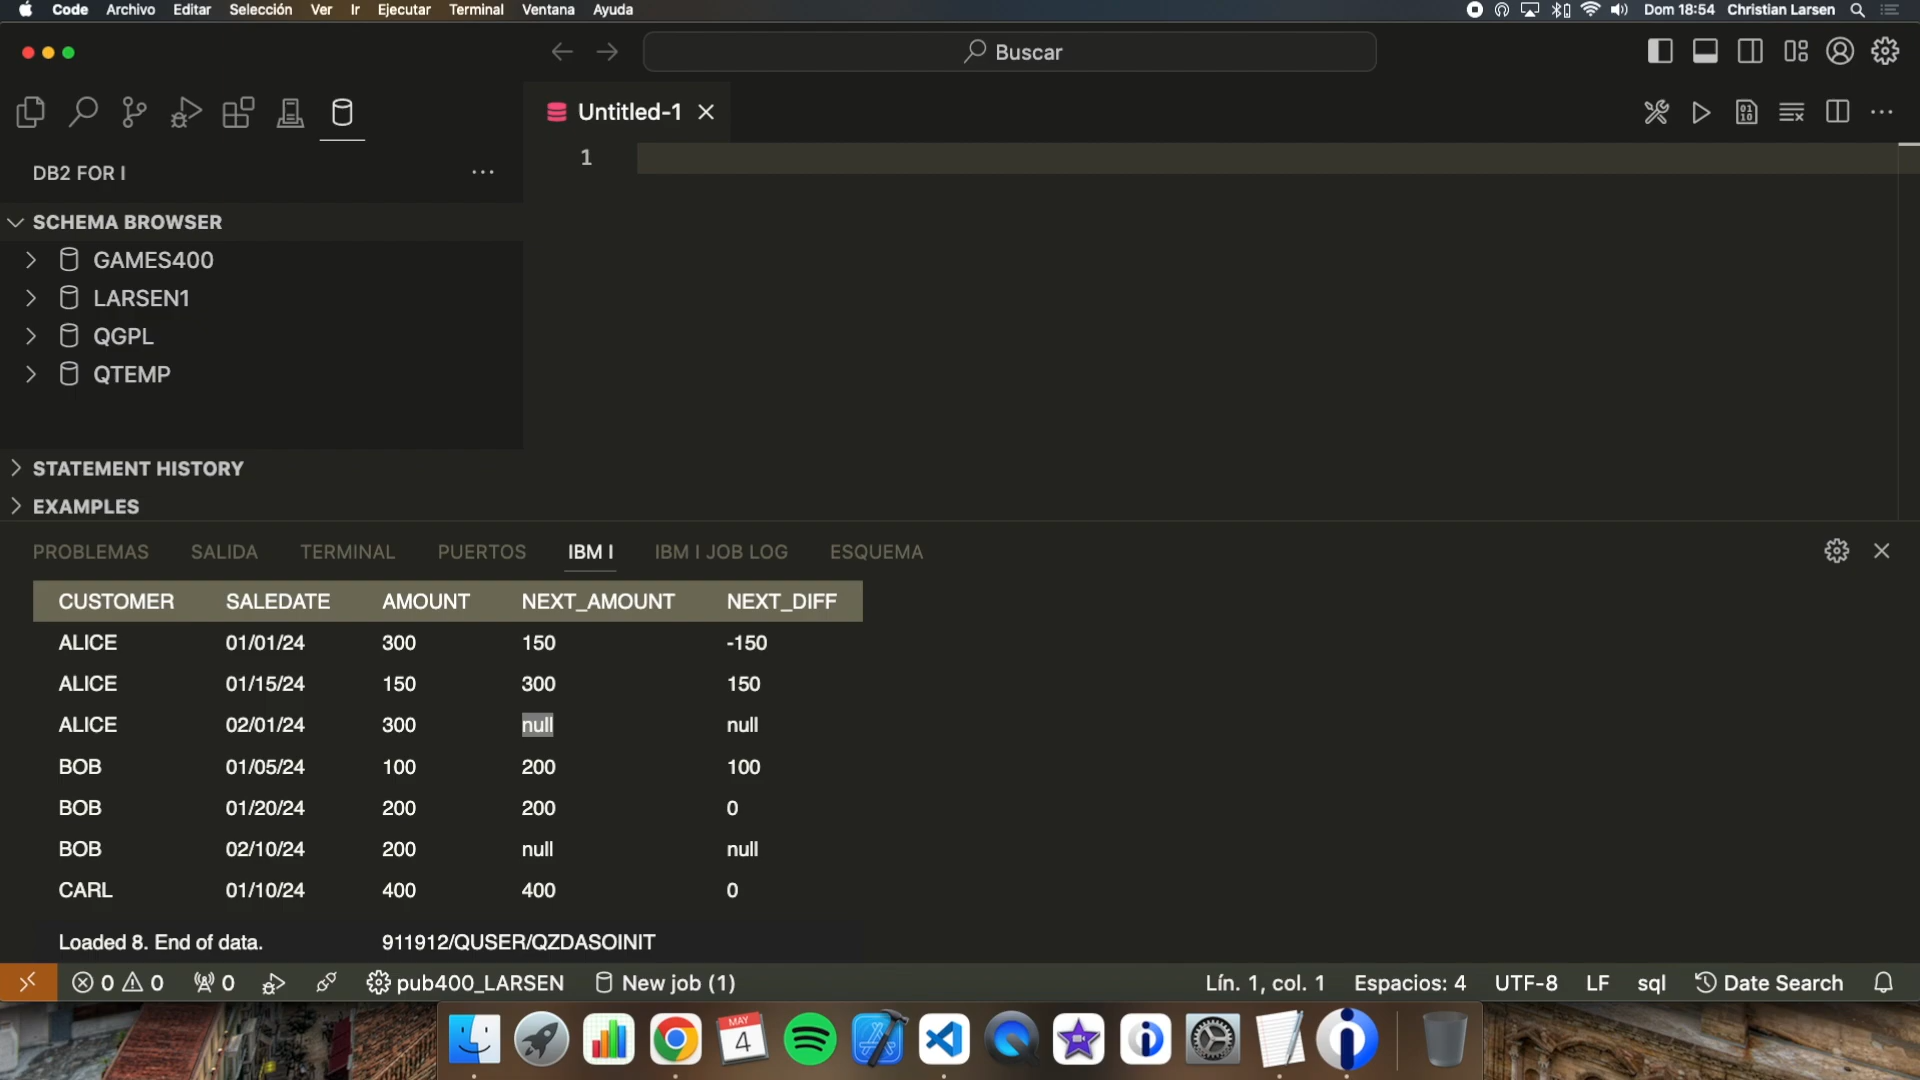 Code Archivo Editar Selección Ver Ir Ejecutar Terminal Ventana Ayuda Dom 18:54 Christian Larsen
Buscar
Untitled-1
1
DB2 FOR I
SCHEMA BROWSER
GAMES400
LARSEN1
QGPL
QTEMP
STATEMENT HISTORY
EXAMPLES
PROBLEMAS SALIDA TERMINAL PUERTOS IBM I IBM I JOB LOG ESQUEMA
CUSTOMER SALEDATE AMOUNT NEXT_AMOUNT NEXT_DIFF
ALICE 01/01/24 300 150 -150
ALICE 01/15/24 150 300 150
ALICE 02/01/24 300 null null
BOB 01/05/24 100 200 100
BOB 01/20/24 200 200 0
BOB 02/10/24 200 null null
CARL 01/10/24 400 400 0
Loaded 8. End of data. 911912/QUSER/QZDASOINIT
0 0 0 pub400_LARSEN New job (1) Lín. 1, col. 1 Espacios: 4 UTF-8 LF sql Date Search
MAY
4